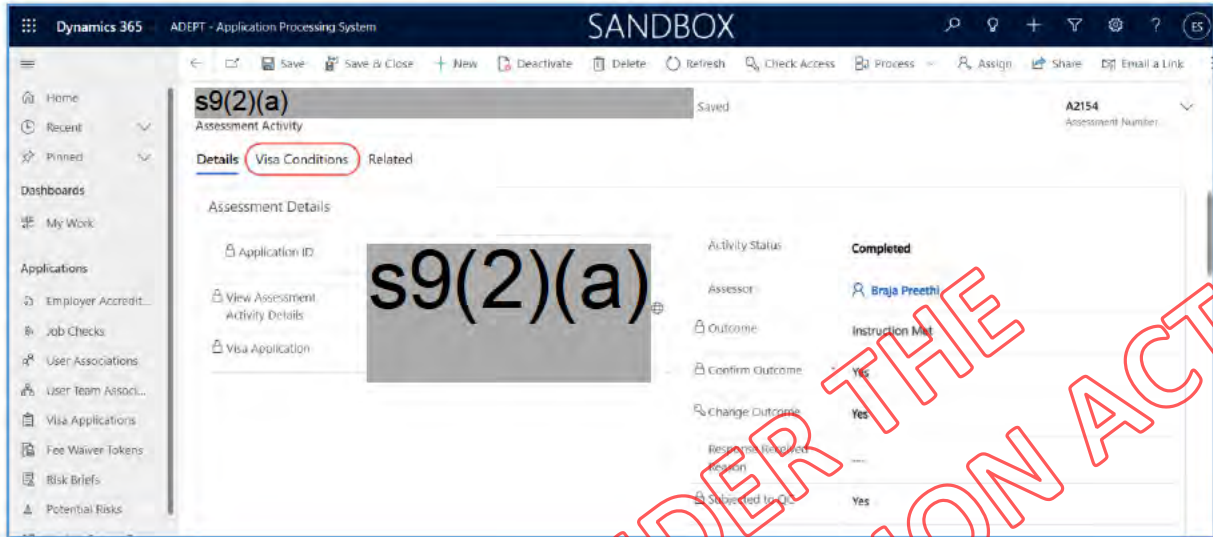 Dynamics 365 ADEPT - Application Processing System SANDBOX ES
Save Save & Close New Deactivate Delete Refresh Check Access Process Assign Share Email a Link
Home
Recent
Pinned
Dashboards
My Work
Applications
Employer Accredit...
Job Checks
User Associations
User Team Associ...
Visa Applications
Fee Waiver Tokens
Risk Briefs
Potential Risks
s9(2)(a) Saved
Assessment Activity
A2154
Assessment Number
Details Visa Conditions Related
Assessment Details
Application ID
View Assessment
Activity Details
Visa Application
s9(2)(a)
Activity Status Completed
Assessor Braja Preethi
Outcome Instruction Met
Confirm Outcome * Yes
Change Outcome Yes
Response Received
Reason ---
Subjected to QC Yes
UNDER THE
ION ACT